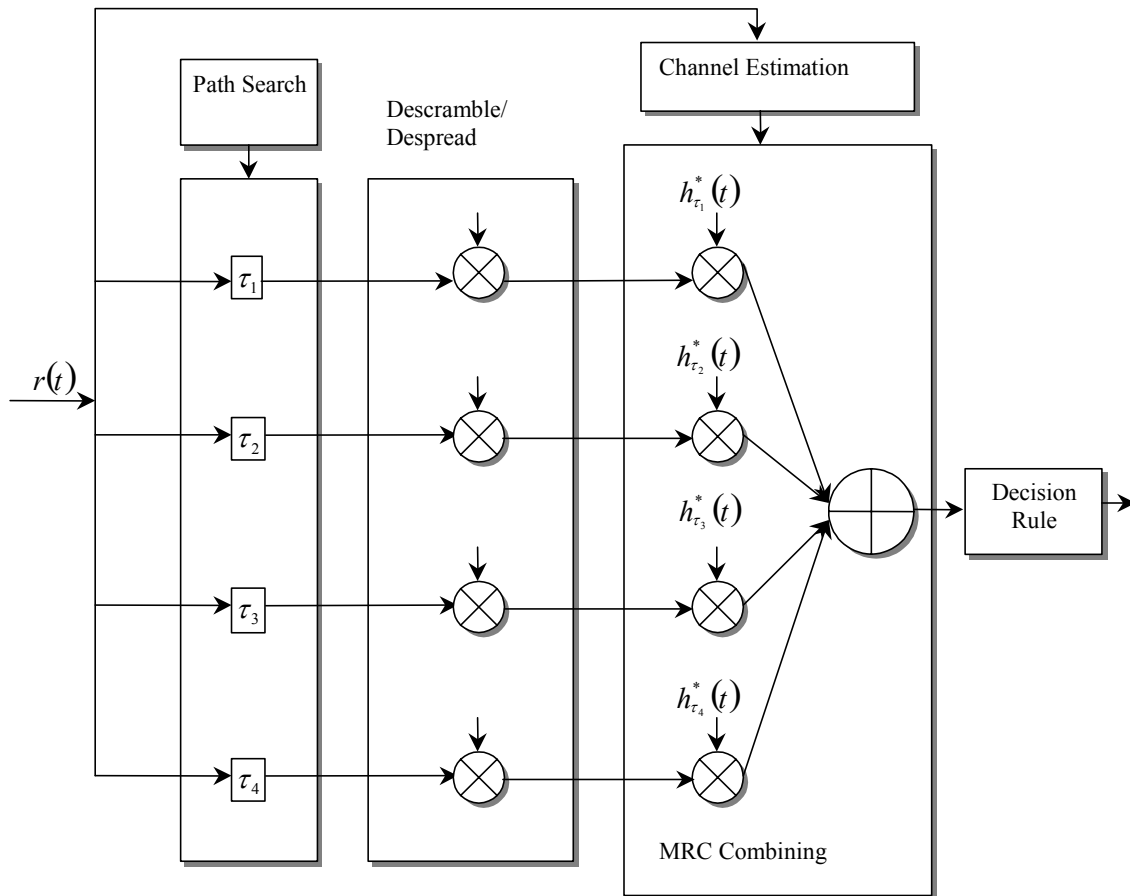 Path Search
Channel Estimation
Descramble/
Despread
h*τ₁(t)
τ₁
h*τ₂(t)
r(t)
τ₂
h*τ₃(t)
Decision
Rule
τ₃
h*τ₄(t)
τ₄
MRC Combining